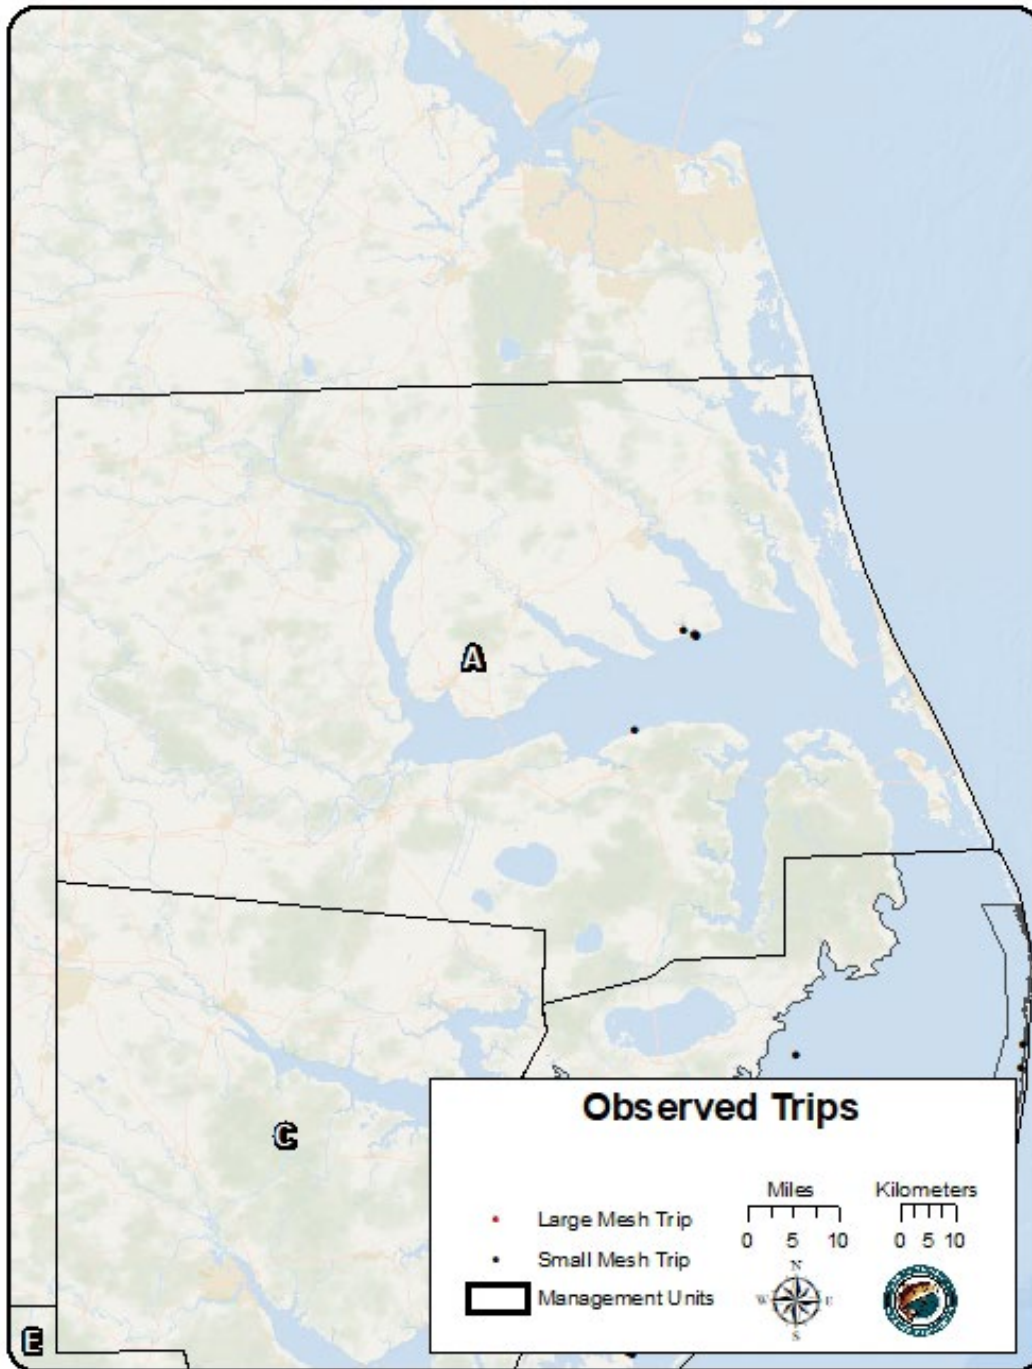 A
C
E
Observed Trips
Large Mesh Trip
Small Mesh Trip
Management Units
Miles
0 5 10
Kilometers
0 5 10
N
W E
S